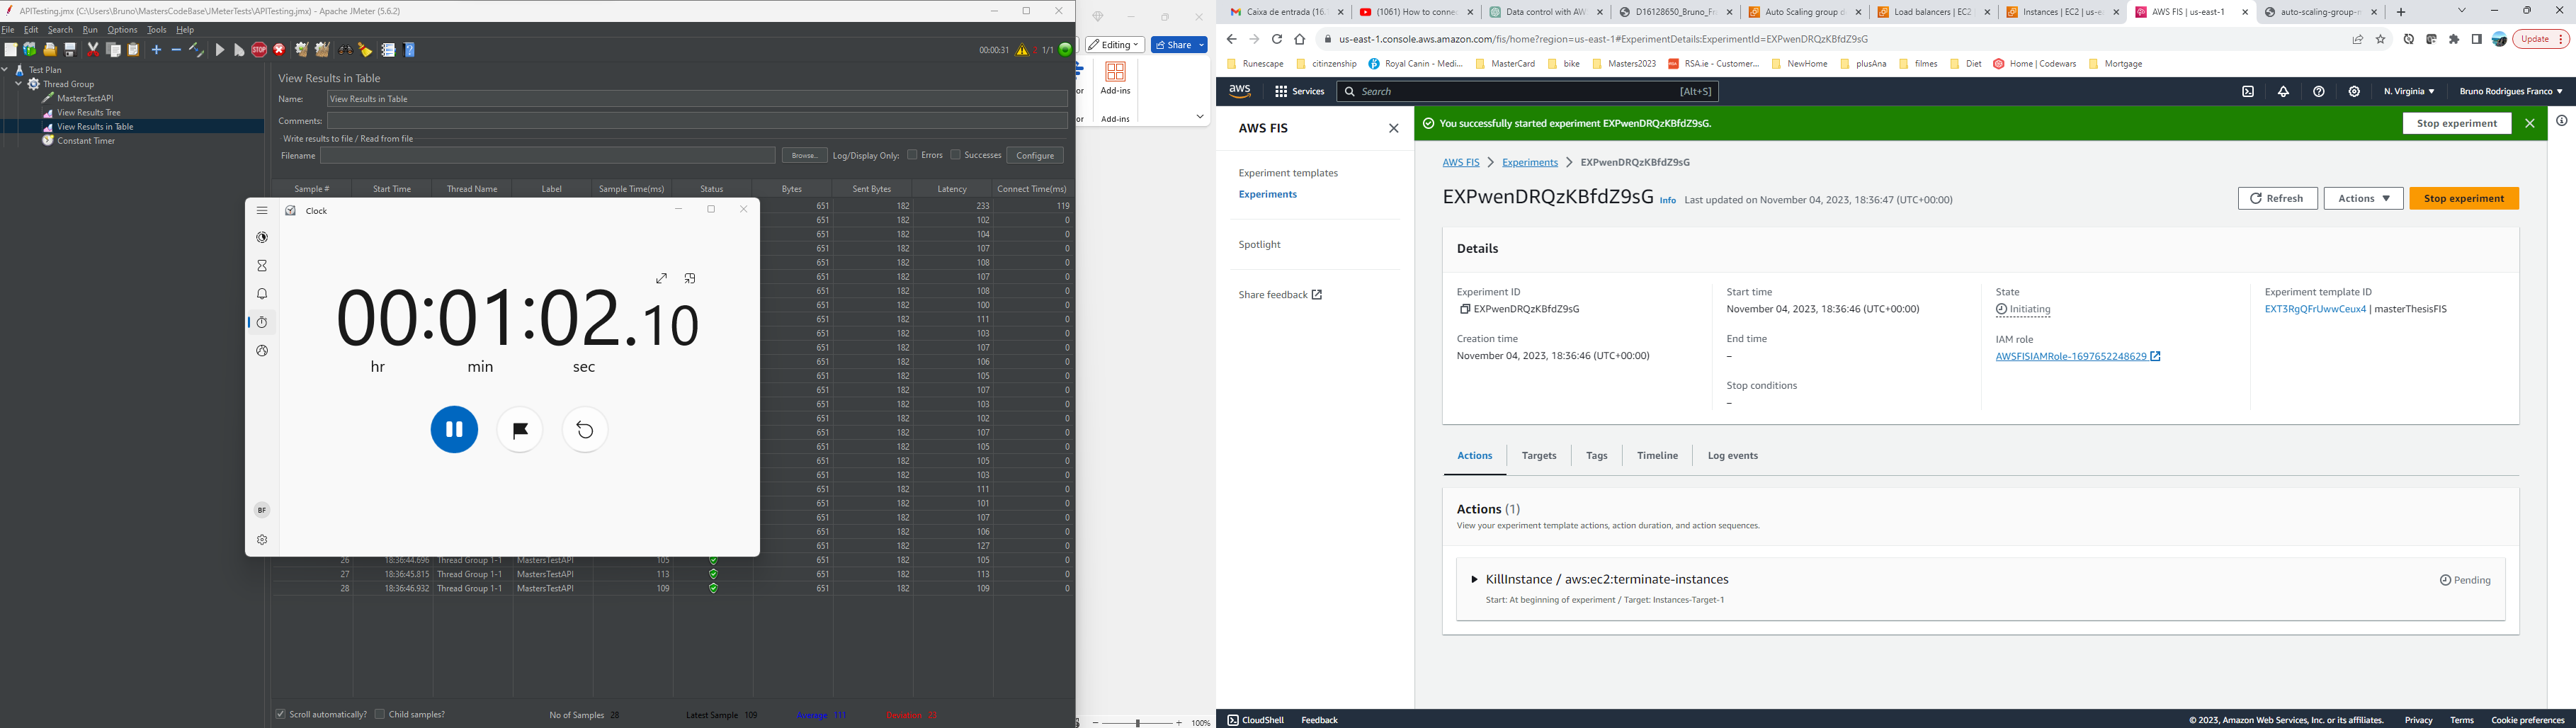 APITesting.jmx (C:\Users\Bruno\MastersCodeBase\JMeterTests\APITesting.jmx) - Apache JMeter (5.6.2)
File Edit Search Run Options Tools Help
00:00:31 1/1
Test Plan
Thread Group
MastersTestAPI
View Results Tree
View Results in Table
Constant Timer
View Results in Table
Name: View Results in Table
Comments:
Write results to file / Read from file
Filename Browse... Log/Display Only: Errors Successes Configure
Sample # Start Time Thread Name Label Sample Time(ms) Status Bytes Sent Bytes Latency Connect Time(ms)
651 182 233 119
651 182 102 0
651 182 104 0
651 182 107 0
651 182 108 0
651 182 107 0
651 182 108 0
651 182 100 0
651 182 111 0
651 182 103 0
651 182 107 0
651 182 106 0
651 182 105 0
651 182 107 0
651 182 103 0
651 182 102 0
651 182 107 0
651 182 105 0
651 182 105 0
651 182 103 0
651 182 111 0
651 182 101 0
651 182 107 0
651 182 106 0
651 182 127 0
26 18:36:44.696 Thread Group 1-1 MastersTestAPI 105 651 182 105 0
27 18:36:45.815 Thread Group 1-1 MastersTestAPI 113 651 182 113 0
28 18:36:46.932 Thread Group 1-1 MastersTestAPI 109 651 182 109 0
Scroll automatically? Child samples? No of Samples 28 Latest Sample 109 Average 111 Deviation 23
Clock
00:01:02.10
hr min sec
BF
Editing Share
or Add-ins
or Add-ins
100%
Caixa de entrada (16. (1061) How to conne Data control with AW D16128650_Bruno_Fr Auto Scaling group d Load balancers | EC2 Instances | EC2 | us-ea AWS FIS | us-east-1 auto-scaling-group-n
us-east-1.console.aws.amazon.com/fis/home?region=us-east-1#ExperimentDetails:ExperimentId=EXPwenDRQzKBfdZ9sG Update
Runescape citizenship Royal Canin - Medi... MasterCard bike Masters2023 RSA.ie - Customer... NewHome plusAna filmes Diet Home | Codewars Mortgage
aws Services Search [Alt+S] N. Virginia Bruno Rodrigues Franco
AWS FIS
Experiment templates
Experiments
Spotlight
Share feedback
You successfully started experiment EXPwenDRQzKBfdZ9sG. Stop experiment
AWS FIS Experiments EXPwenDRQzKBfdZ9sG
EXPwenDRQzKBfdZ9sG Info Last updated on November 04, 2023, 18:36:47 (UTC+00:00) Refresh Actions Stop experiment
Details
Experiment ID
EXPwenDRQzKBfdZ9sG
Creation time
November 04, 2023, 18:36:46 (UTC+00:00)
Start time
November 04, 2023, 18:36:46 (UTC+00:00)
End time
–
Stop conditions
–
State
Initiating
IAM role
AWSFISIAMRole-1697652248629
Experiment template ID
EXT3RgQFrUwwCeux4 | masterThesisFIS
Actions Targets Tags Timeline Log events
Actions (1)
View your experiment template actions, action duration, and action sequences.
KillInstance / aws:ec2:terminate-instances Pending
Start: At beginning of experiment / Target: Instances-Target-1
CloudShell Feedback © 2023, Amazon Web Services, Inc. or its affiliates. Privacy Terms Cookie preferences